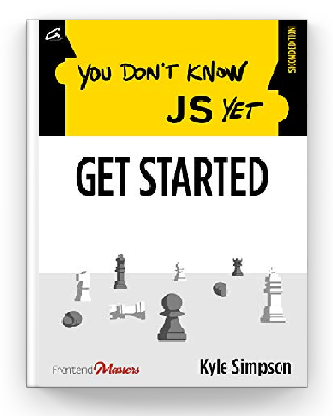 SECOND EDITION
YOU DON'T KNOW
JS YET
GET STARTED
Frontend Masters
Kyle Simpson